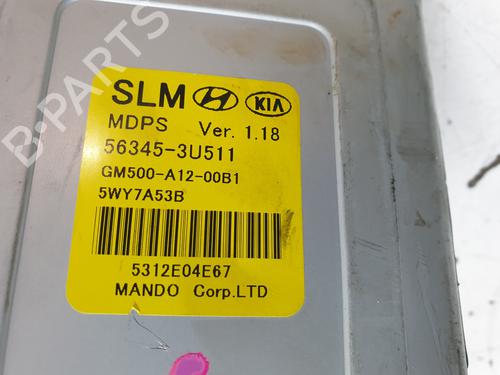 SLM KIA
MDPS Ver. 1.18
56345-3U511
GM500-A12-00B1
5WY7A53B
5312E04E67
MANDO Corp.LTD
B-PARTS